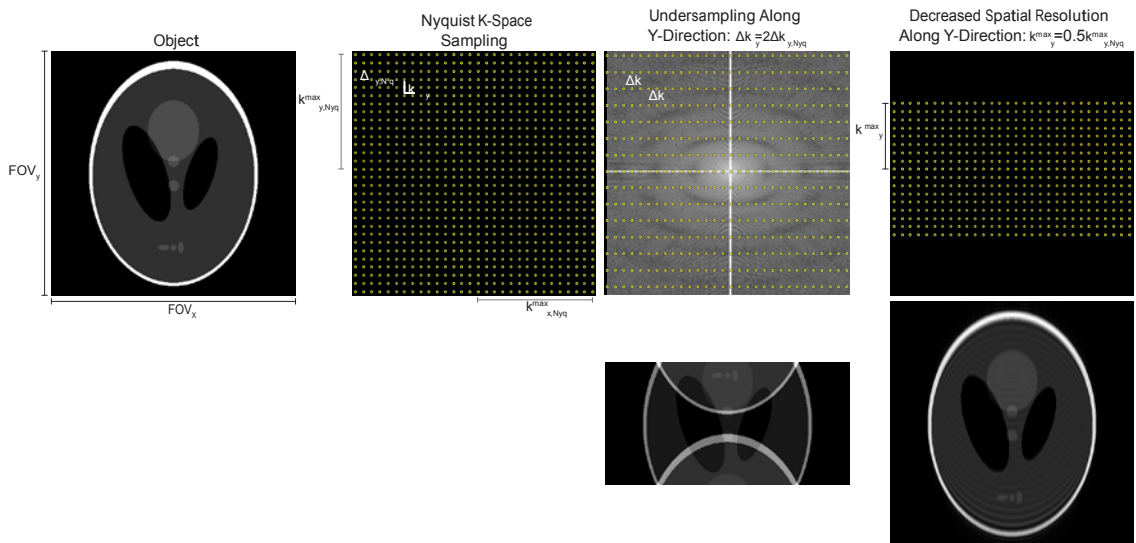 Object
Nyquist K-Space
Sampling
Undersampling Along
Y-Direction: Δk y=2Δk y,Nyq
Decreased Spatial Resolution
Along Y-Direction: k max y =0.5k max y,Nyq
FOV y
FOV X
k max y,Nyq
k max x,Nyq
Δ
y
Δk
Δk
k max y